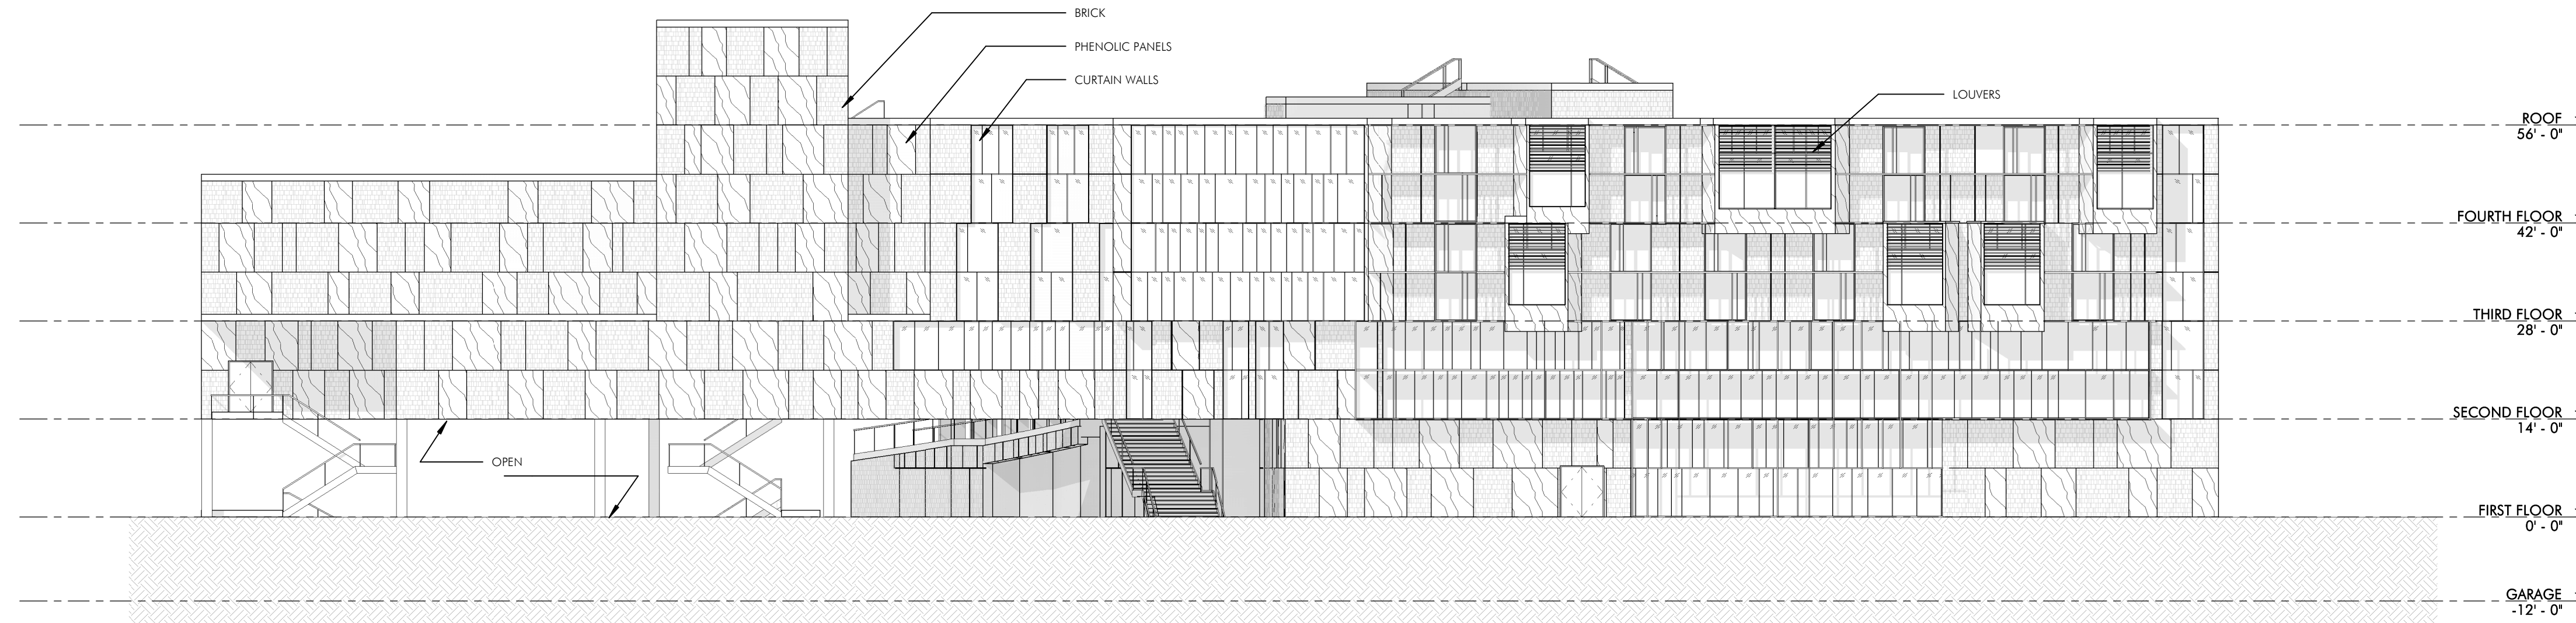 BRICK
PHENOLIC PANELS
CURTAIN WALLS
LOUVERS
ROOF
56' - 0"
FOURTH FLOOR
42' - 0"
THIRD FLOOR
28' - 0"
SECOND FLOOR
14' - 0"
OPEN
FIRST FLOOR
0' - 0"
GARAGE
-12' - 0"